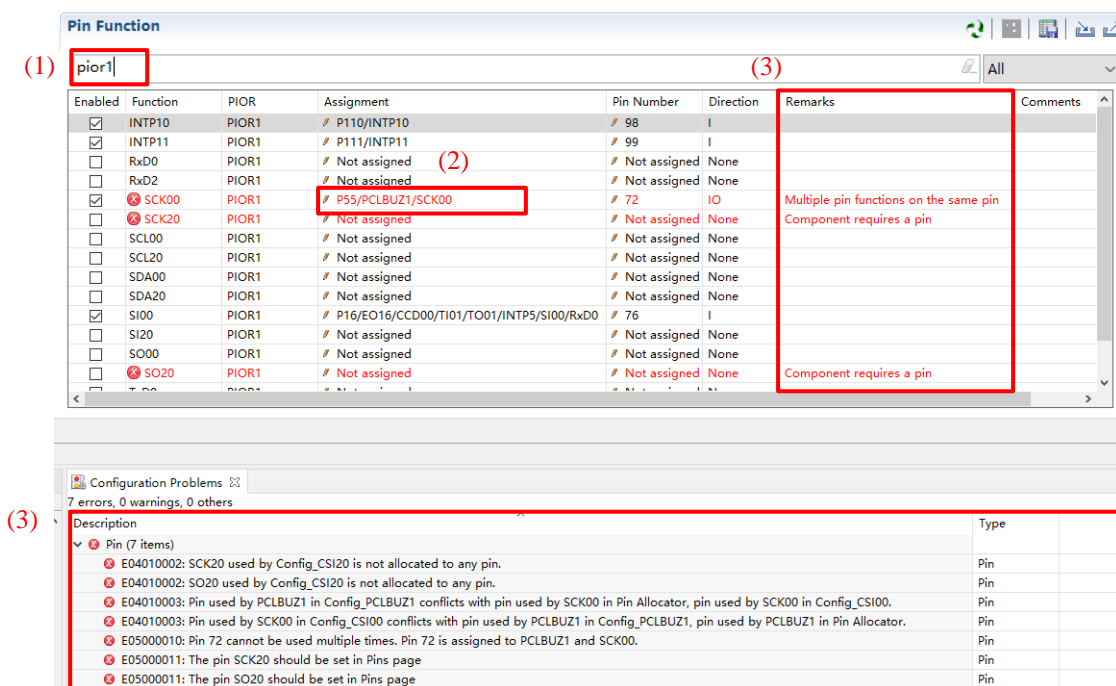 Pin Function
(1) pior1 (3) All
Enabled Function PIOR Assignment Pin Number Direction Remarks Comments
INTP10 PIOR1 P110/INTP10 98 I
INTP11 PIOR1 P111/INTP11 99 I
RxD0 PIOR1 Not assigned (2) Not assigned None
RxD2 PIOR1 Not assigned Not assigned None
SCK00 PIOR1 P55/PCLBUZ1/SCK00 72 IO Multiple pin functions on the same pin
SCK20 PIOR1 Not assigned Not assigned None Component requires a pin
SCL00 PIOR1 Not assigned Not assigned None
SCL20 PIOR1 Not assigned Not assigned None
SDA00 PIOR1 Not assigned Not assigned None
SDA20 PIOR1 Not assigned Not assigned None
SI00 PIOR1 P16/EO16/CCD00/TI01/TO01/INTP5/SI00/RxD0 76 I
SI20 PIOR1 Not assigned Not assigned None
SO00 PIOR1 Not assigned Not assigned None
SO20 PIOR1 Not assigned Not assigned None Component requires a pin
Configuration Problems
7 errors, 0 warnings, 0 others
(3) Description Type
Pin (7 items)
E04010002: SCK20 used by Config_CSI20 is not allocated to any pin. Pin
E04010002: SO20 used by Config_CSI20 is not allocated to any pin. Pin
E04010003: Pin used by PCLBUZ1 in Config_PCLBUZ1 conflicts with pin used by SCK00 in Pin Allocator, pin used by SCK00 in Config_CSI00. Pin
E04010003: Pin used by SCK00 in Config_CSI00 conflicts with pin used by PCLBUZ1 in Config_PCLBUZ1, pin used by PCLBUZ1 in Pin Allocator. Pin
E05000010: Pin 72 cannot be used multiple times. Pin 72 is assigned to PCLBUZ1 and SCK00. Pin
E05000011: The pin SCK20 should be set in Pins page Pin
E05000011: The pin SO20 should be set in Pins page Pin